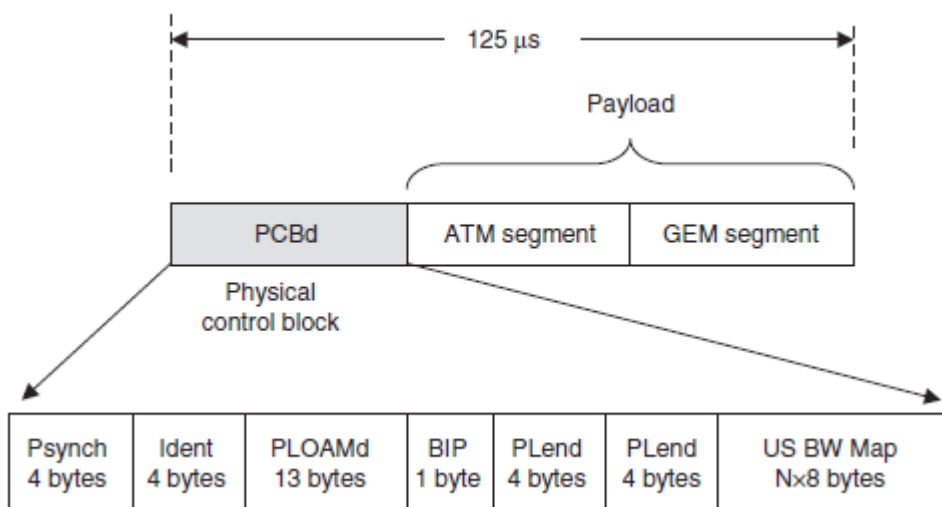 125 μs
Payload
PCBd
ATM segment
GEM segment
Physical
control block
Psynch
4 bytes
Ident
4 bytes
PLOAMd
13 bytes
BIP
1 byte
PLend
4 bytes
PLend
4 bytes
US BW Map
N×8 bytes